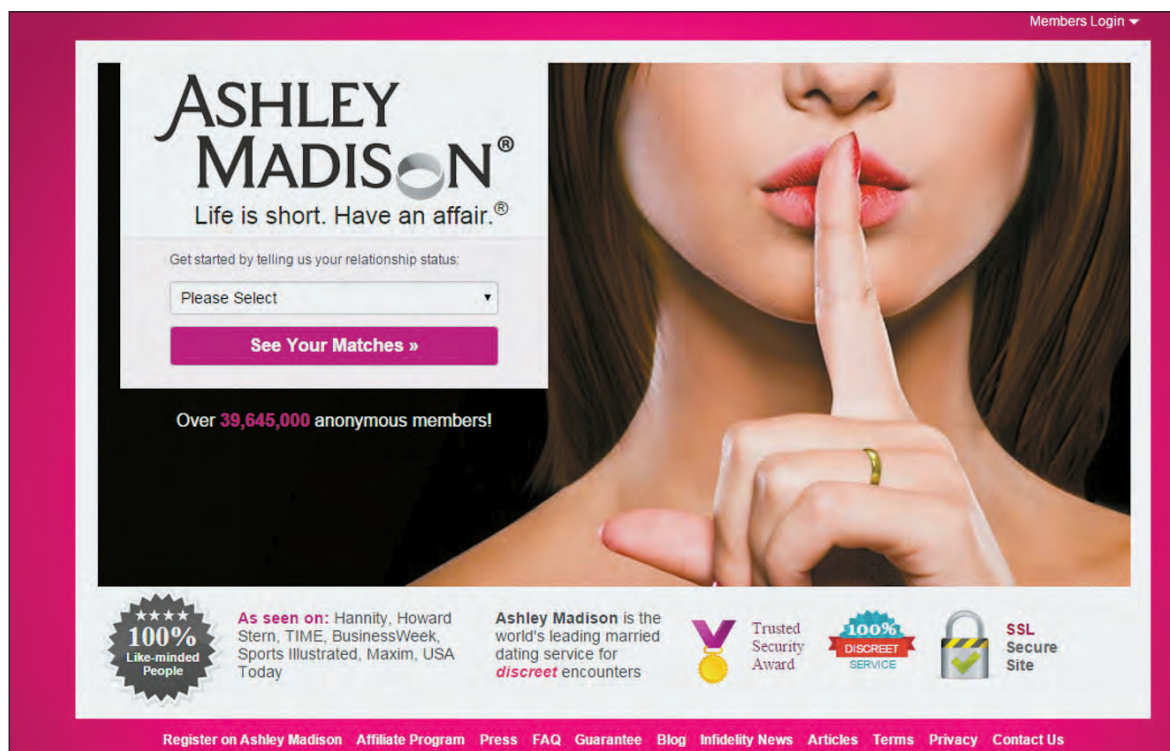 Members Login
ASHLEY
MADISON®
Life is short. Have an affair.®
Get started by telling us your relationship status:
Please Select
See Your Matches »
Over 39,645,000 anonymous members!
100%
Like-minded
People
As seen on: Hannity, Howard
Stern, TIME, BusinessWeek,
Sports Illustrated, Maxim, USA
Today
Ashley Madison is the
world's leading married
dating service for
discreet encounters
Trusted
Security
Award
100%
DISCREET
SERVICE
SSL
Secure
Site
Register on Ashley Madison Affiliate Program Press FAQ Guarantee Blog Infidelity News Articles Terms Privacy Contact Us